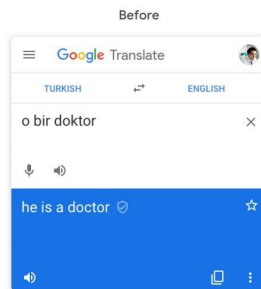 Before
Google Translate
TURKISH ENGLISH
o bir doktor
he is a doctor